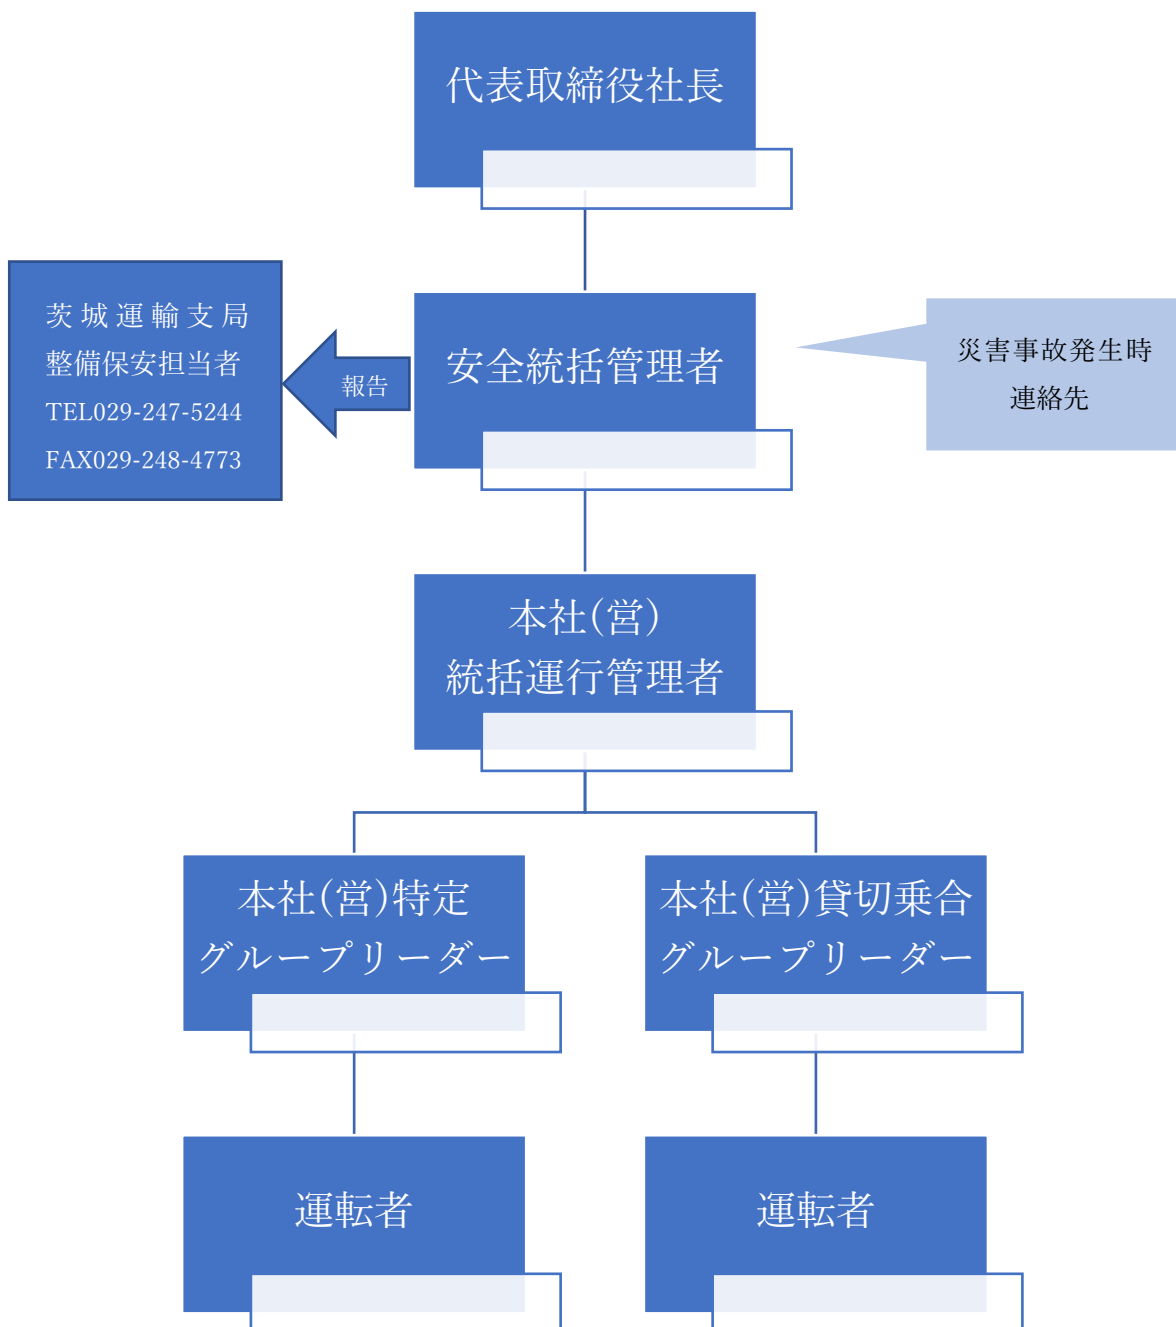 代表取締役社長
茨城運輸支局
整備保安担当者
TEL029-247-5244
FAX029-248-4773
報告
安全統括管理者
災害事故発生時
連絡先
本社(営)
統括運行管理者
本社(営)特定
グループリーダー
本社(営)貸切乗合
グループリーダー
運転者
運転者